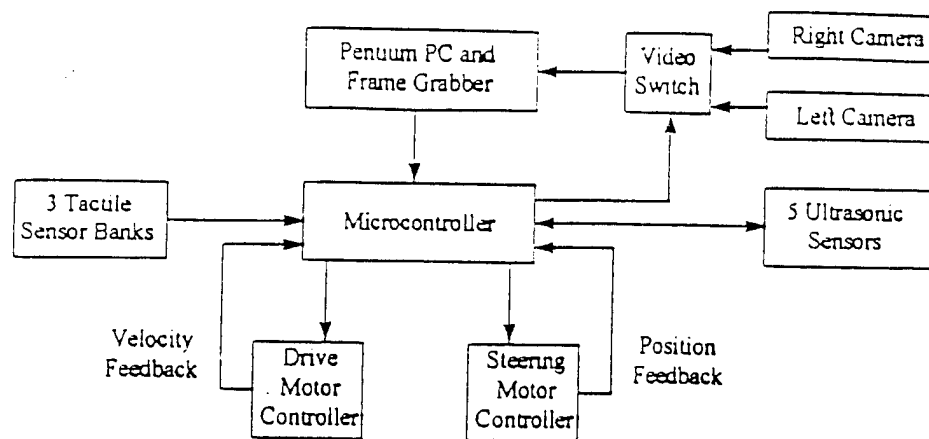 Pentium PC and
Frame Grabber
Video
Switch
Right Camera
Left Camera
3 Tactile
Sensor Banks
Microcontroller
5 Ultrasonic
Sensors
Velocity
Feedback
Drive
Motor
Controller
Steering
Motor
Controller
Position
Feedback